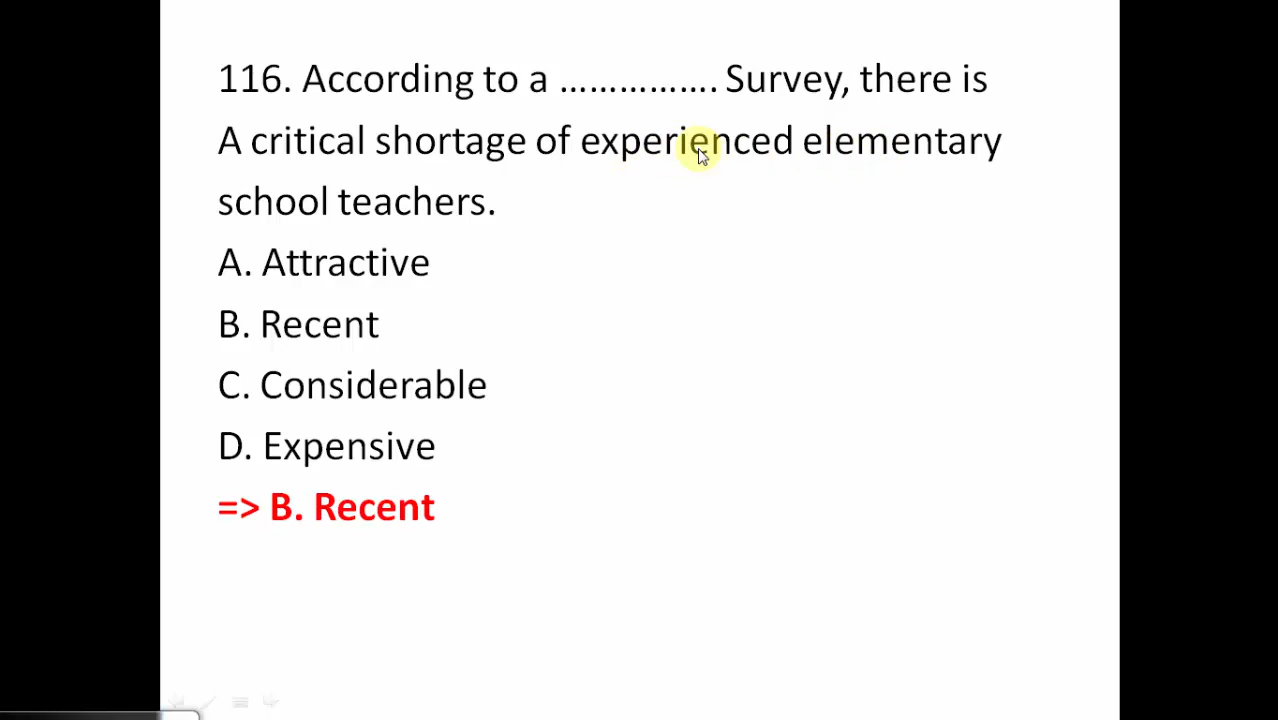 116. According to a ……………. Survey, there is
A critical shortage of experienced elementary
school teachers.
A. Attractive
B. Recent
C. Considerable
D. Expensive
=> B. Recent